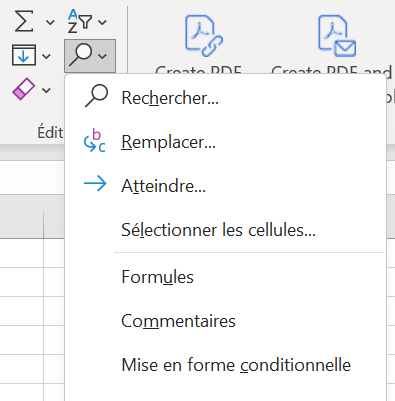 Create PDF
Create PDF and
Édit
Rechercher...
Remplacer...
Atteindre...
Sélectionner les cellules...
Formules
Commentaires
Mise en forme conditionnelle